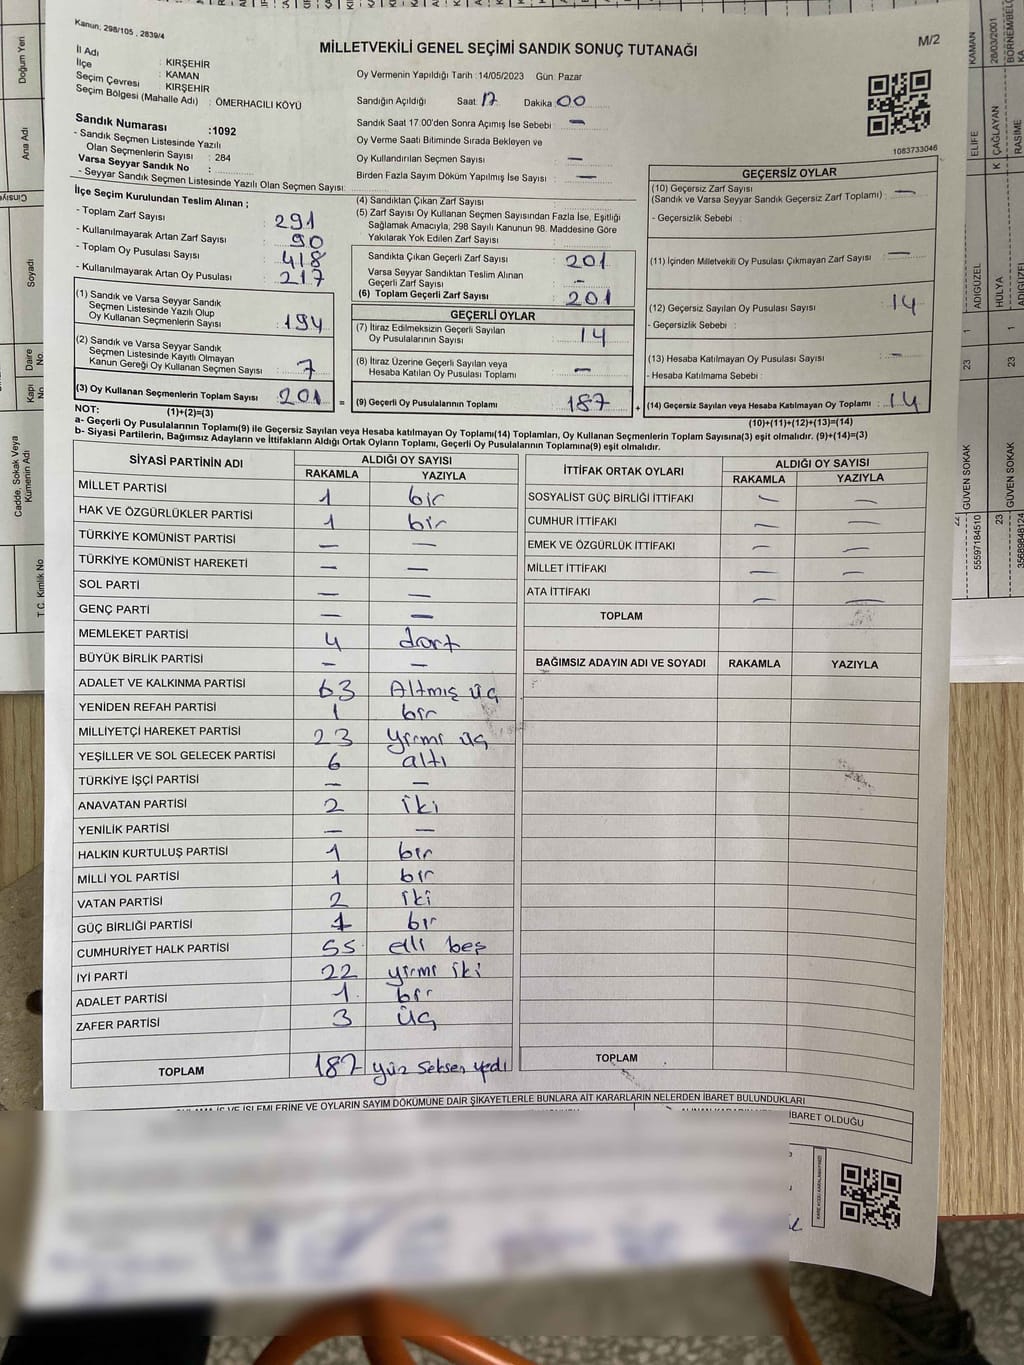 Kanun; 298/105 , 2839/4
MİLLETVEKİLİ GENEL SEÇİMİ SANDIK SONUÇ TUTANAĞI
M/2
İl Adı : KIRŞEHİR
İlçe : KAMAN
Seçim Çevresi : KIRŞEHİR
Seçim Bölgesi (Mahalle Adı) : ÖMERHACILI KÖYÜ
Sandık Numarası :1092
- Sandık Seçmen Listesinde Yazılı
Olan Seçmenlerin Sayısı : 284
Varsa Seyyar Sandık No :
- Seyyar Sandık Seçmen Listesinde Yazılı Olan Seçmen Sayısı:
Oy Vermenin Yapıldığı Tarih : 14/05/2023 Gün: Pazar
Sandığın Açıldığı Saat 17 Dakika 00
Sandık Saat 17:00'den Sonra Açımış İse Sebebi : —
Oy Verme Saati Bitiminde Sırada Bekleyen ve
Oy Kullandırılan Seçmen Sayısı : —
Birden Fazla Sayım Döküm Yapılmış İse Sayısı : —
1083733046
İlçe Seçim Kurulundan Teslim Alınan ;
- Toplam Zarf Sayısı : 291
- Kullanılmayarak Artan Zarf Sayısı : 90
- Toplam Oy Pusulası Sayısı : 418
- Kullanılmayarak Artan Oy Pusulası : 217
(1) Sandık ve Varsa Seyyar Sandık
Seçmen Listesinde Yazılı Olup
Oy Kullanan Seçmenlerin Sayısı : 194
(2) Sandık ve Varsa Seyyar Sandık
Seçmen Listesinde Kayıtlı Olmayan
Kanun Gereği Oy Kullanan Seçmen Sayısı : 7
(3) Oy Kullanan Seçmenlerin Toplam Sayısı : 201
(4) Sandıktan Çıkan Zarf Sayısı :
(5) Zarf Sayısı Oy Kullanan Seçmen Sayısından Fazla İse, Eşitliği
Sağlamak Amacıyla, 298 Sayılı Kanunun 98. Maddesine Göre
Yakılarak Yok Edilen Zarf Sayısı :
Sandıkta Çıkan Geçerli Zarf Sayısı : 201
Varsa Seyyar Sandıktan Teslim Alınan
Geçerli Zarf Sayısı : —
(6) Toplam Geçerli Zarf Sayısı : 201
GEÇERLİ OYLAR
(7) İtiraz Edilmeksizin Geçerli Sayılan
Oy Pusulalarının Sayısı : 14
(8) İtiraz Üzerine Geçerli Sayılan veya
Hesaba Katılan Oy Pusulası Toplamı : —
= (9) Geçerli Oy Pusulalarının Toplamı : 187 +
GEÇERSİZ OYLAR
(10) Geçersiz Zarf Sayısı
(Sandık ve Varsa Seyyar Sandık Geçersiz Zarf Toplamı) : —
- Geçersizlik Sebebi :
(11) İçinden Milletvekili Oy Pusulası Çıkmayan Zarf Sayısı : —
(12) Geçersiz Sayılan Oy Pusulası Sayısı : 14
- Geçersizlik Sebebi :
(13) Hesaba Katılmayan Oy Pusulası Sayısı : —
- Hesaba Katılmama Sebebi :
(14) Geçersiz Sayılan veya Hesaba Katılmayan Oy Toplamı : 14
NOT: (1)+(2)=(3)
(10)+(11)+(12)+(13)=(14)
a- Geçerli Oy Pusulalarının Toplamı(9) ile Geçersiz Sayılan veya Hesaba katılmayan Oy Toplamı(14) Toplamları, Oy Kullanan Seçmenlerin Toplam Sayısına(3) eşit olmalıdır. (9)+(14)=(3)
b- Siyasi Partilerin, Bağımsız Adayların ve İttifakların Aldığı Ortak Oyların Toplamı, Geçerli Oy Pusulalarının Toplamına(9) eşit olmalıdır.
SİYASİ PARTİNİN ADI ALDIĞI OY SAYISI
RAKAMLA YAZIYLA
MİLLET PARTİSİ 1 bir
HAK VE ÖZGÜRLÜKLER PARTİSİ 1 bir
TÜRKİYE KOMÜNİST PARTİSİ — —
TÜRKİYE KOMÜNİST HAREKETİ — —
SOL PARTİ — —
GENÇ PARTİ — —
MEMLEKET PARTİSİ 4 dört
BÜYÜK BİRLİK PARTİSİ — —
ADALET VE KALKINMA PARTİSİ 63 Altmış üç
YENİDEN REFAH PARTİSİ 1 bir
MİLLİYETÇİ HAREKET PARTİSİ 23 yirmi üç
YEŞİLLER VE SOL GELECEK PARTİSİ 6 altı
TÜRKİYE İŞÇİ PARTİSİ — —
ANAVATAN PARTİSİ 2 iki
YENİLİK PARTİSİ — —
HALKIN KURTULUŞ PARTİSİ 1 bir
MİLLİ YOL PARTİSİ 1 bir
VATAN PARTİSİ 2 iki
GÜÇ BİRLİĞİ PARTİSİ 1 bir
CUMHURİYET HALK PARTİSİ 55 elli beş
İYİ PARTİ 22 yirmi iki
ADALET PARTİSİ 1 bir
ZAFER PARTİSİ 3 üç
TOPLAM 187 yüz seksen yedi
İTTİFAK ORTAK OYLARI ALDIĞI OY SAYISI
RAKAMLA YAZIYLA
SOSYALİST GÜÇ BİRLİĞİ İTTİFAKI — —
CUMHUR İTTİFAKI — —
EMEK VE ÖZGÜRLÜK İTTİFAKI — —
MİLLET İTTİFAKI — —
ATA İTTİFAKI — —
TOPLAM
BAĞIMSIZ ADAYIN ADI VE SOYADI RAKAMLA YAZIYLA
TOPLAM
İŞLEMLERİNE VE OYLARIN SAYIM DÖKÜMÜNE DAİR ŞİKAYETLERLE BUNLARA AİT KARARLARIN NELERDEN İBARET BULUNDUKLARI
İBARET OLDUĞU
Doğum Yeri
Ana Adı
Cinsiye
Soyadı
Daire No
Kapı No
Cadde, Sokak Veya
Kümenin Adı
T.C. Kimlik No
KAMAN
ELİFE
ADIGÜZEL
1
23
GÜVEN SOKAK
55597184510
28/03/2001
K ÇAĞLAYAN
HÜLYA
1
23
GÜVEN SOKAK
23
RASİME
ADIGÜZEL